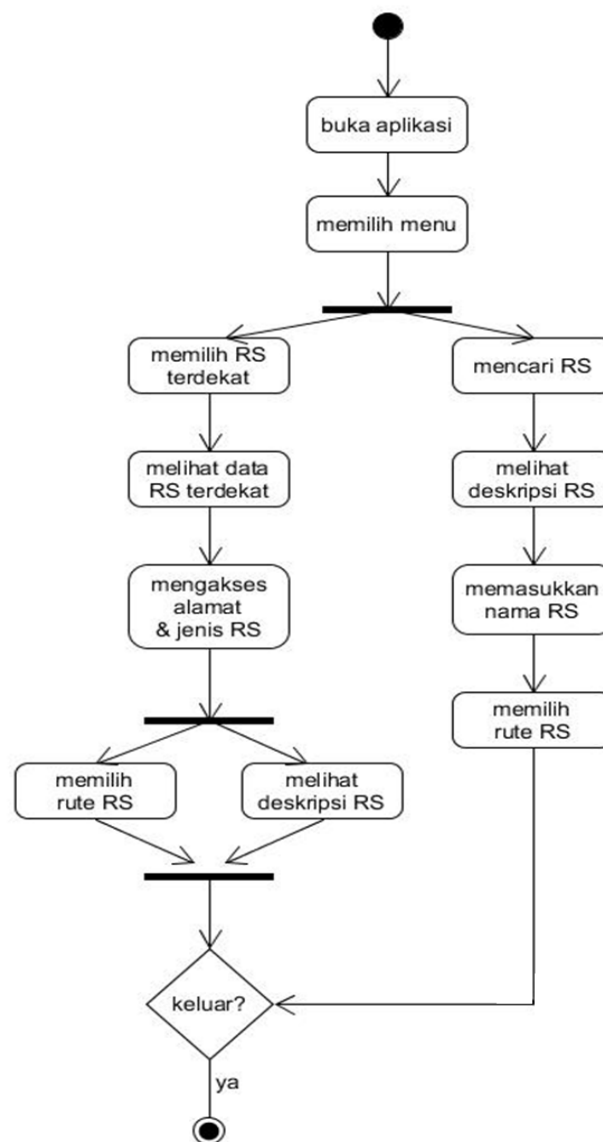 buka aplikasi
memilih menu
memilih RS
terdekat
mencari RS
melihat data
RS terdekat
melihat
deskripsi RS
mengakses
alamat
& jenis RS
memasukkan
nama RS
memilih
rute RS
memilih
rute RS
melihat
deskripsi RS
keluar?
ya